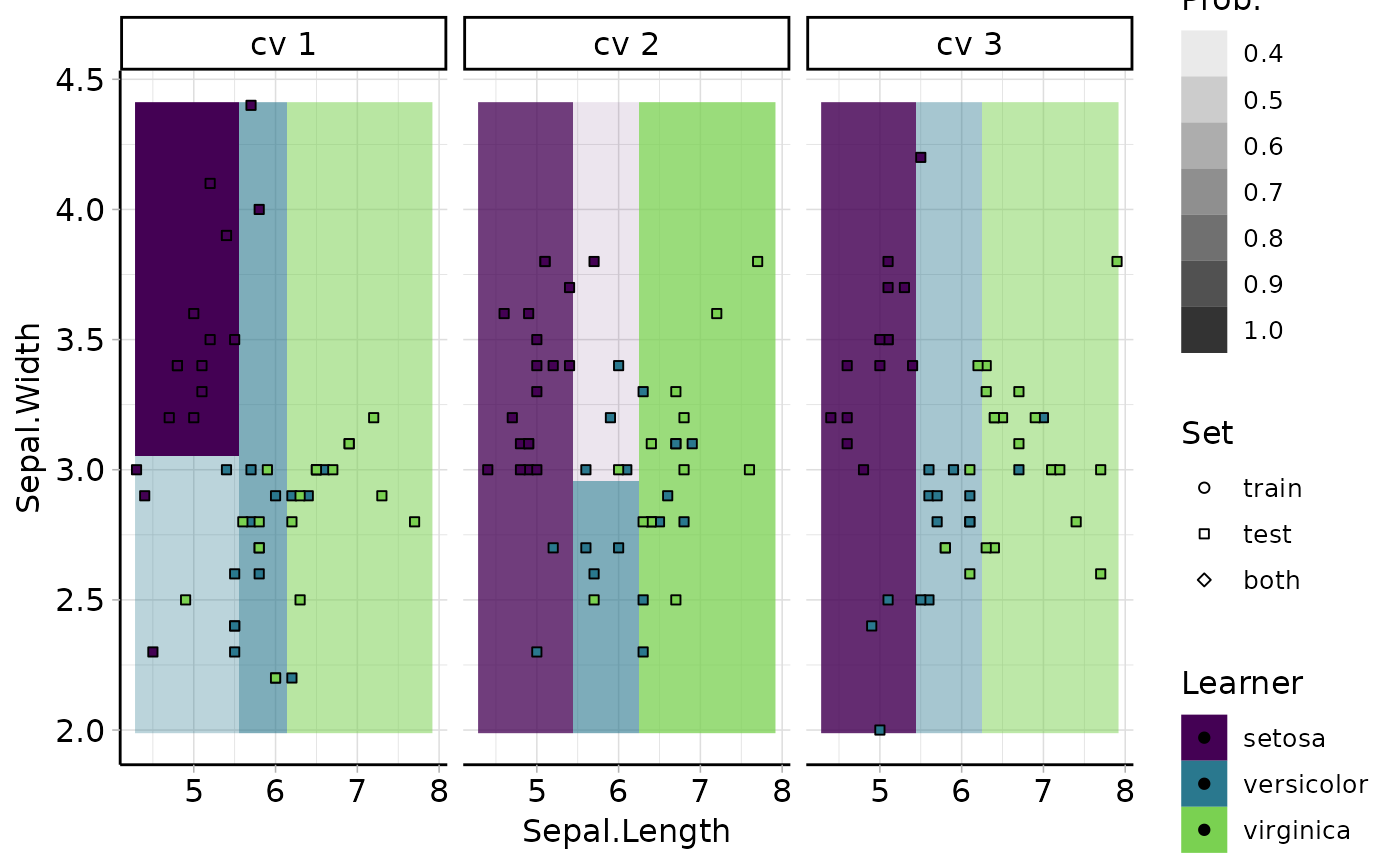 cv 1 cv 2 cv 3
Sepal.Width
4.5
4.0
3.5
3.0
2.5
2.0
5 6 7 8 5 6 7 8 5 6 7 8
Sepal.Length
Prob.
0.4
0.5
0.6
0.7
0.8
0.9
1.0
Set
train
test
both
Learner
setosa
versicolor
virginica